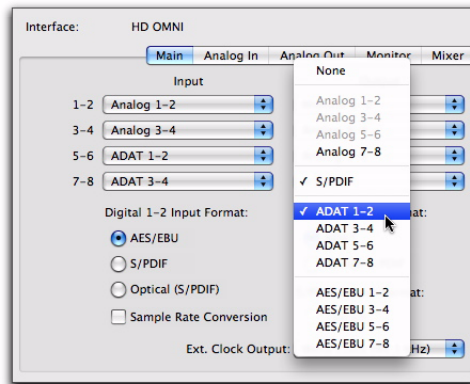 Interface: HD OMNI
Main Analog In Analog Out Monitor Mixer
Input
1-2 Analog 1-2
3-4 Analog 3-4
5-6 ADAT 1-2
7-8 ADAT 3-4
Digital 1-2 Input Format:
AES/EBU
S/PDIF
Optical (S/PDIF)
Sample Rate Conversion
Ext. Clock Output:
None
Analog 1-2
Analog 3-4
Analog 5-6
Analog 7-8
✓ S/PDIF
✓ ADAT 1-2
ADAT 3-4
ADAT 5-6
ADAT 7-8
AES/EBU 1-2
AES/EBU 3-4
AES/EBU 5-6
AES/EBU 7-8
at:
at:
Hz)